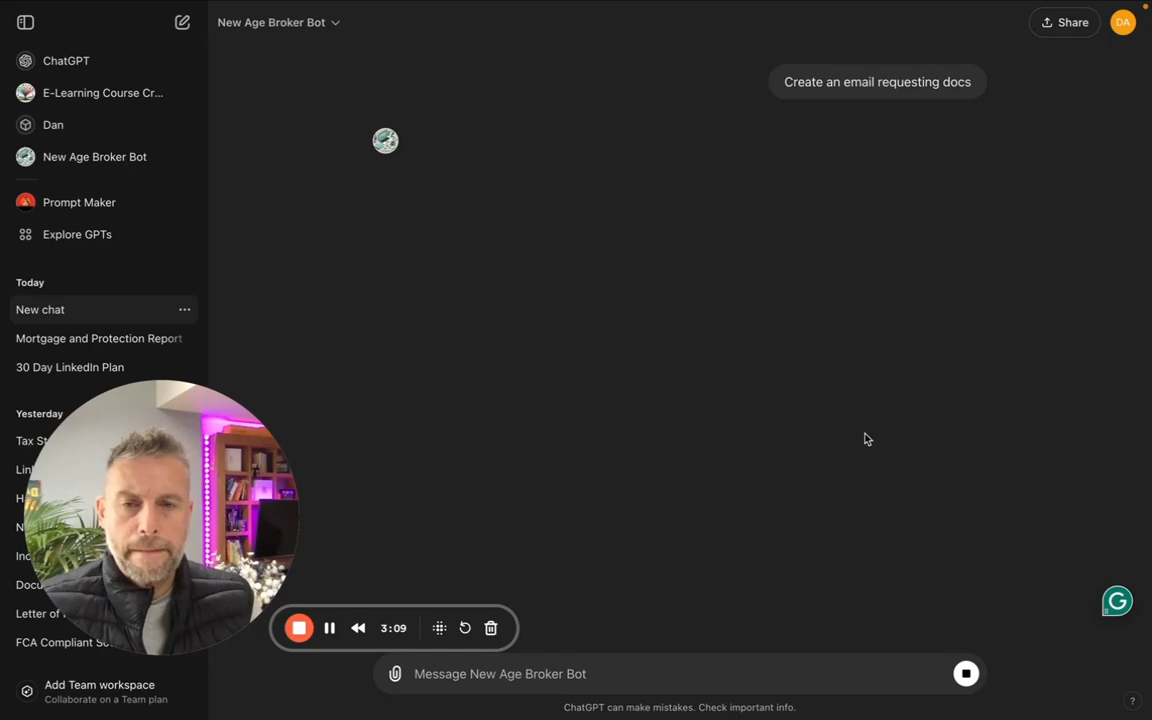 New Age Broker Bot
Share
DA
ChatGPT
E-Learning Course Cr...
Dan
New Age Broker Bot
Prompt Maker
Explore GPTs
Today
New chat
Mortgage and Protection Report
30 Day LinkedIn Plan
Yesterday
Tax St
Lin
H
N
Inc
Docu
Letter of
FCA Compliant So
Add Team workspace
Collaborate on a Team plan
Create an email requesting docs
3:09
Message New Age Broker Bot
ChatGPT can make mistakes. Check important info.
G
?